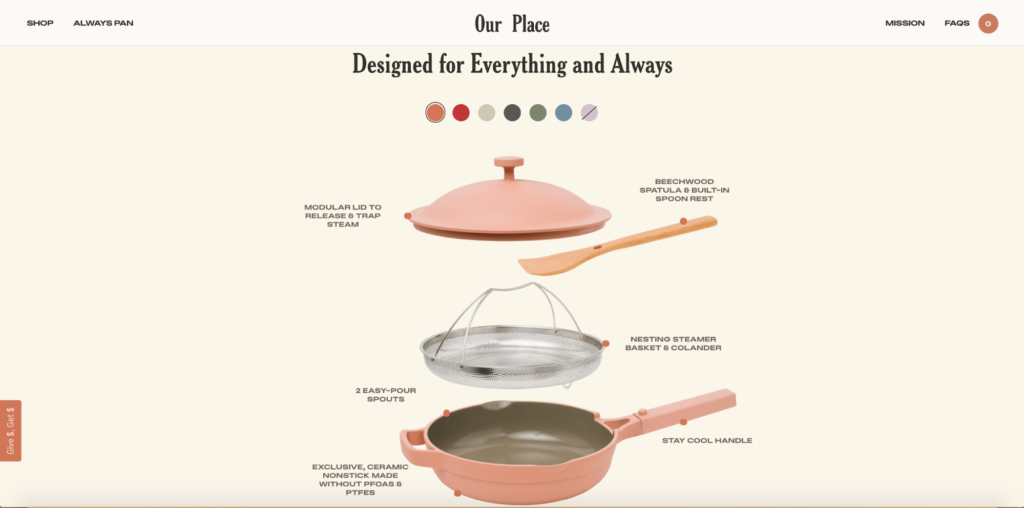 SHOP ALWAYS PAN Our Place MISSION FAQS 0
Designed for Everything and Always
MODULAR LID TO
RELEASE & TRAP
STEAM
BEECHWOOD
SPATULA & BUILT-IN
SPOON REST
NESTING STEAMER
BASKET & COLANDER
2 EASY-POUR
SPOUTS
STAY COOL HANDLE
EXCLUSIVE, CERAMIC
NONSTICK MADE
WITHOUT PFOAS &
PTFES
Give $, Get $